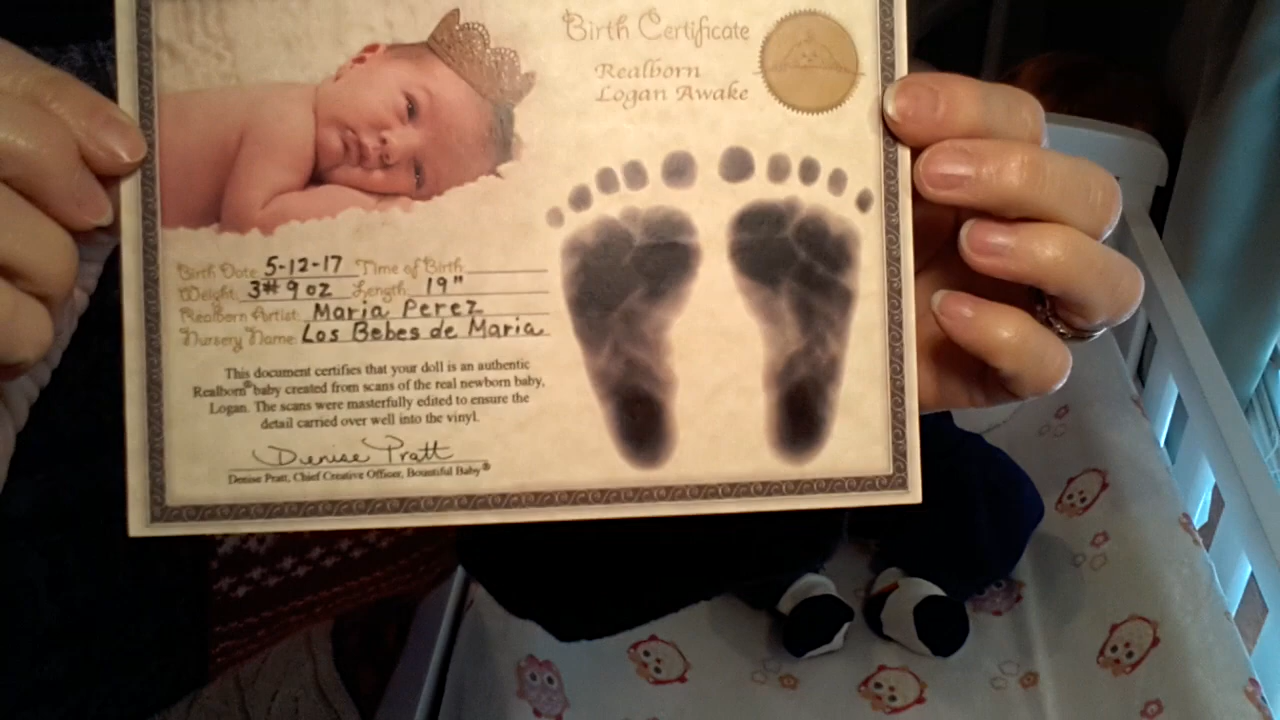 Birth Certificate
Realborn
Logan Awake
Birth Date: 5-12-17 Time of Birth:
Weight: 3# 9 oz Length: 19"
Realborn Artist: Maria Perez
Nursery Name: Los Bebes de Maria
This document certifies that your doll is an authentic
Realborn® baby created from scans of the real newborn baby,
Logan. The scans were masterfully edited to ensure the
detail carried over well into the vinyl.
Denise Pratt
Denise Pratt, Chief Creative Officer, Bountiful Baby®